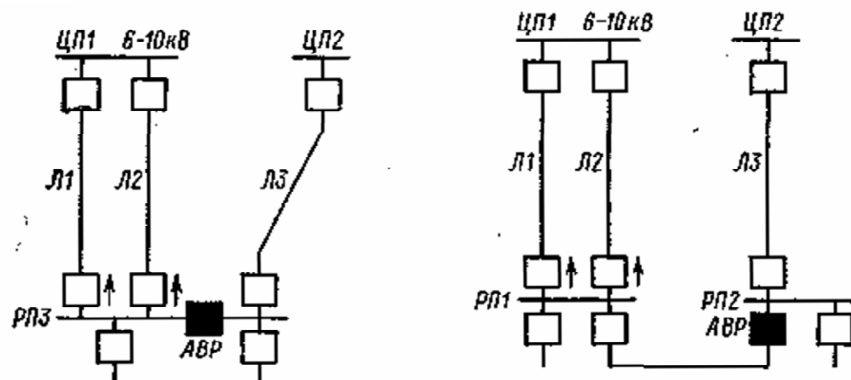 ЦП1 6-10кВ ЦП2
Л1 Л2 Л3
РП3
АВР
ЦП1 6-10кВ ЦП2
Л1 Л2 Л3
РП1 РП2
АВР